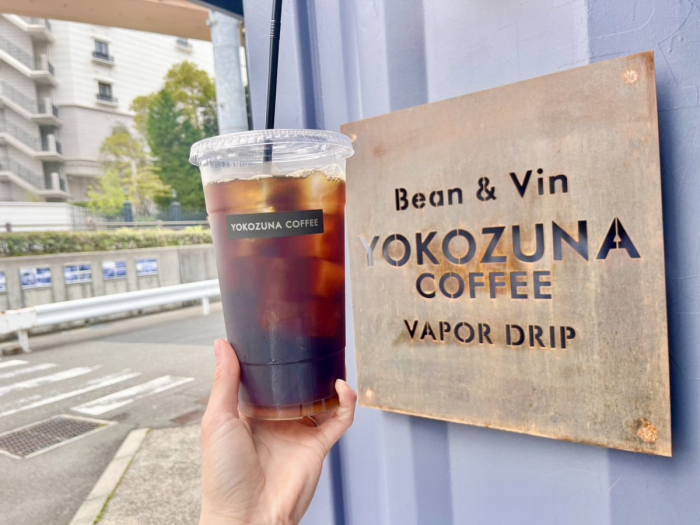 YOKOZUNA COFFEE
Bean & Vin
YOKOZUNA
COFFEE
VAPOR DRIP